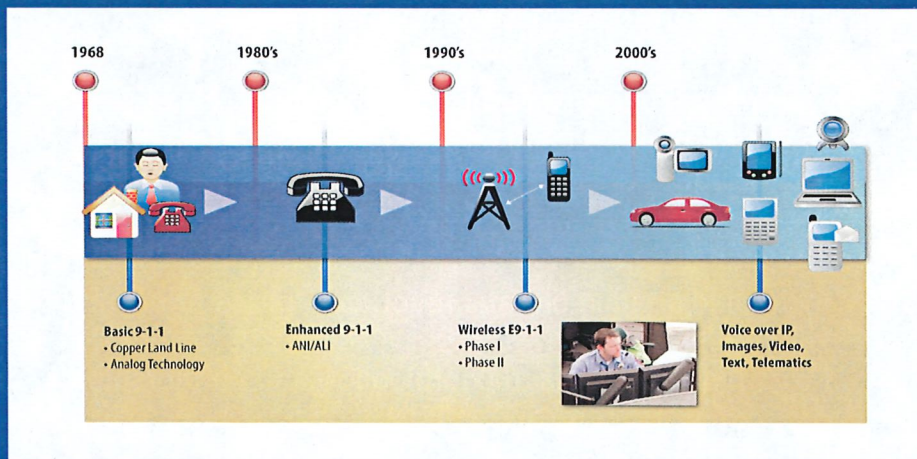 1968
1980's
1990's
2000's
Basic 9-1-1
• Copper Land Line
• Analog Technology
Enhanced 9-1-1
• ANI/ALI
Wireless E9-1-1
• Phase I
• Phase II
Voice over IP,
Images, Video,
Text, Telematics